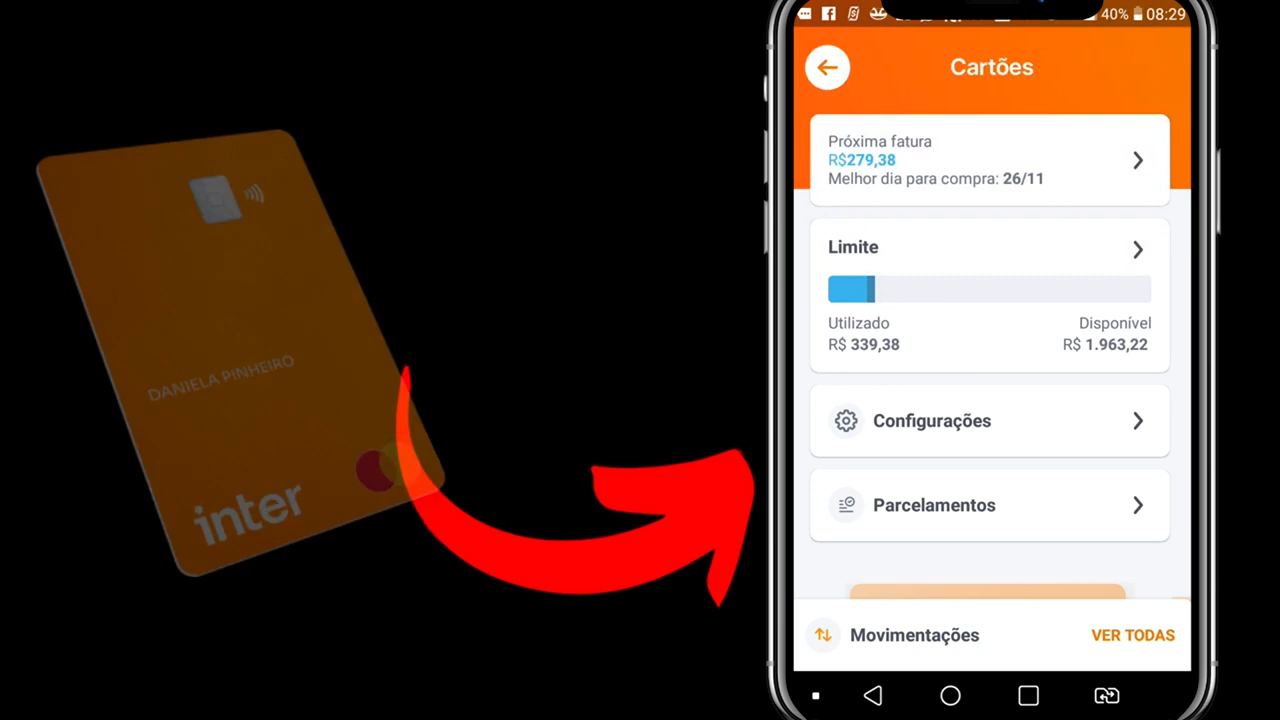 DANIELA PINHEIRO
inter
40% 08:29
Cartões
Próxima fatura
R$279,38
Melhor dia para compra: 26/11
Limite
Utilizado
Disponível
R$ 339,38
R$ 1.963,22
Configurações
Parcelamentos
Movimentações
VER TODAS